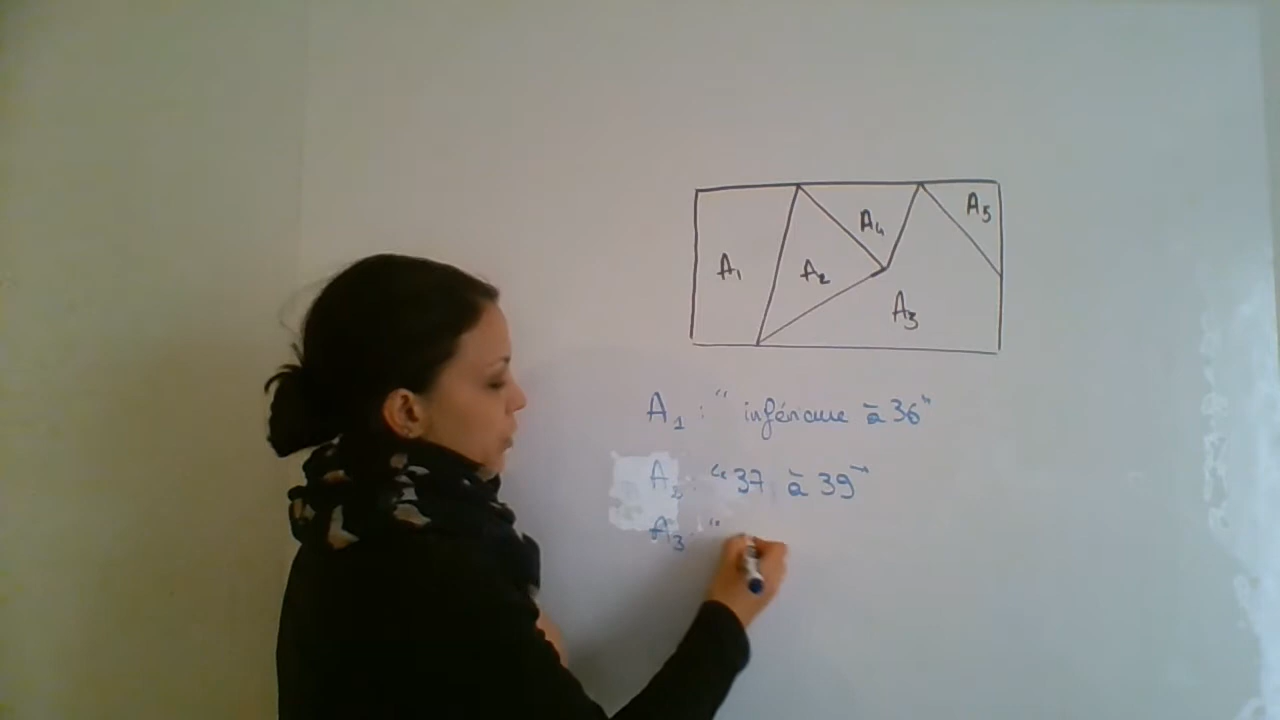 A₁ A₂ A₄ A₃ A₅
A₁ : “ inférieure à 36 ”
A₂ : “ 37 à 39 ”
A₃ : “